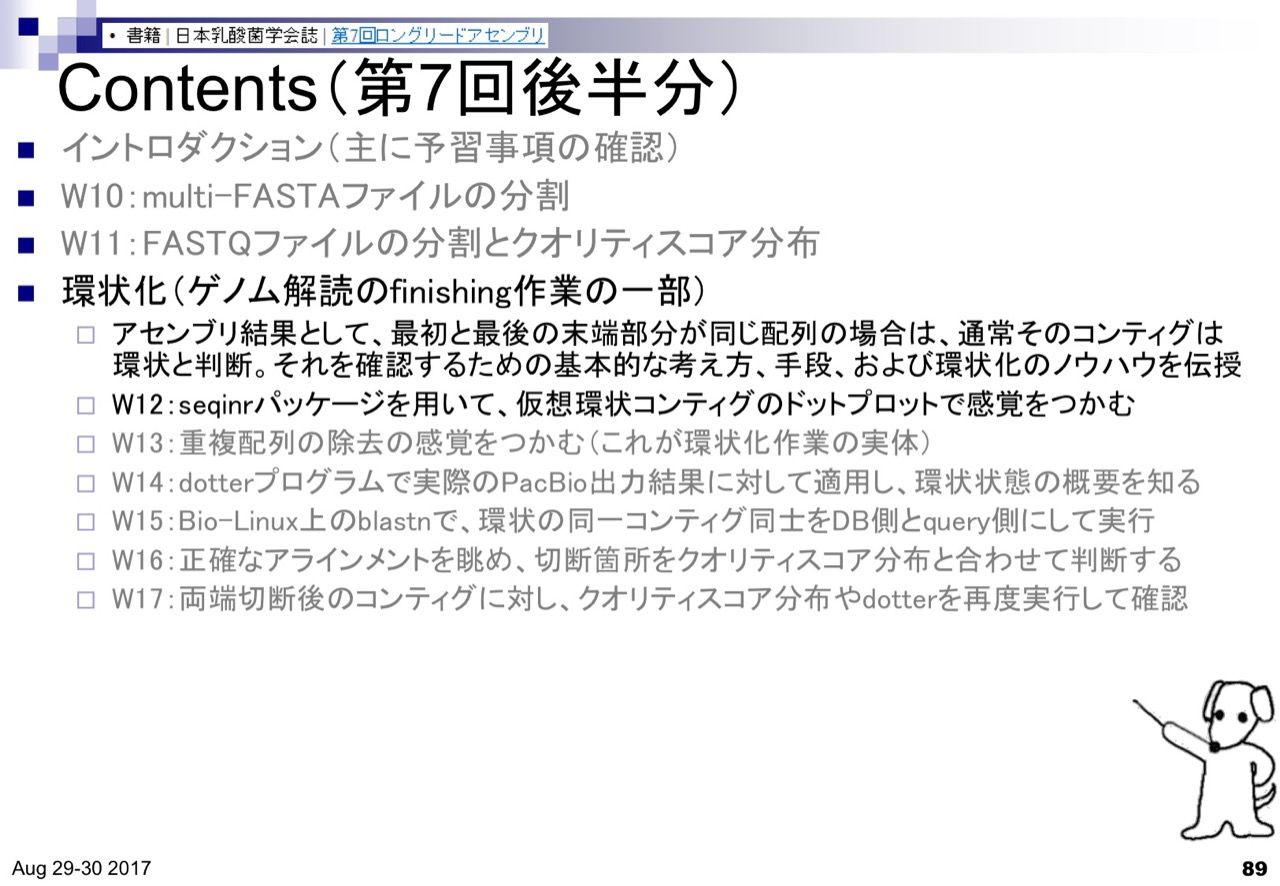 • 書籍 | 日本乳酸菌学会誌 | 第7回ロングリードアセンブリ
Contents（第7回後半分）
イントロダクション（主に予習事項の確認）
W10：multi-FASTAファイルの分割
W11：FASTQファイルの分割とクオリティスコア分布
環状化（ゲノム解読のfinishing作業の一部）
アセンブリ結果として、最初と最後の末端部分が同じ配列の場合は、通常そのコンティグは
環状と判断。それを確認するための基本的な考え方、手段、および環状化のノウハウを伝授
W12：seqinrパッケージを用いて、仮想環状コンティグのドットプロットで感覚をつかむ
W13：重複配列の除去の感覚をつかむ（これが環状化作業の実体）
W14：dotterプログラムで実際のPacBio出力結果に対して適用し、環状状態の概要を知る
W15：Bio-Linux上のblastnで、環状の同一コンティグ同士をDB側とquery側にして実行
W16：正確なアラインメントを眺め、切断箇所をクオリティスコア分布と合わせて判断する
W17：両端切断後のコンティグに対し、クオリティスコア分布やdotterを再度実行して確認
Aug 29-30 2017
89